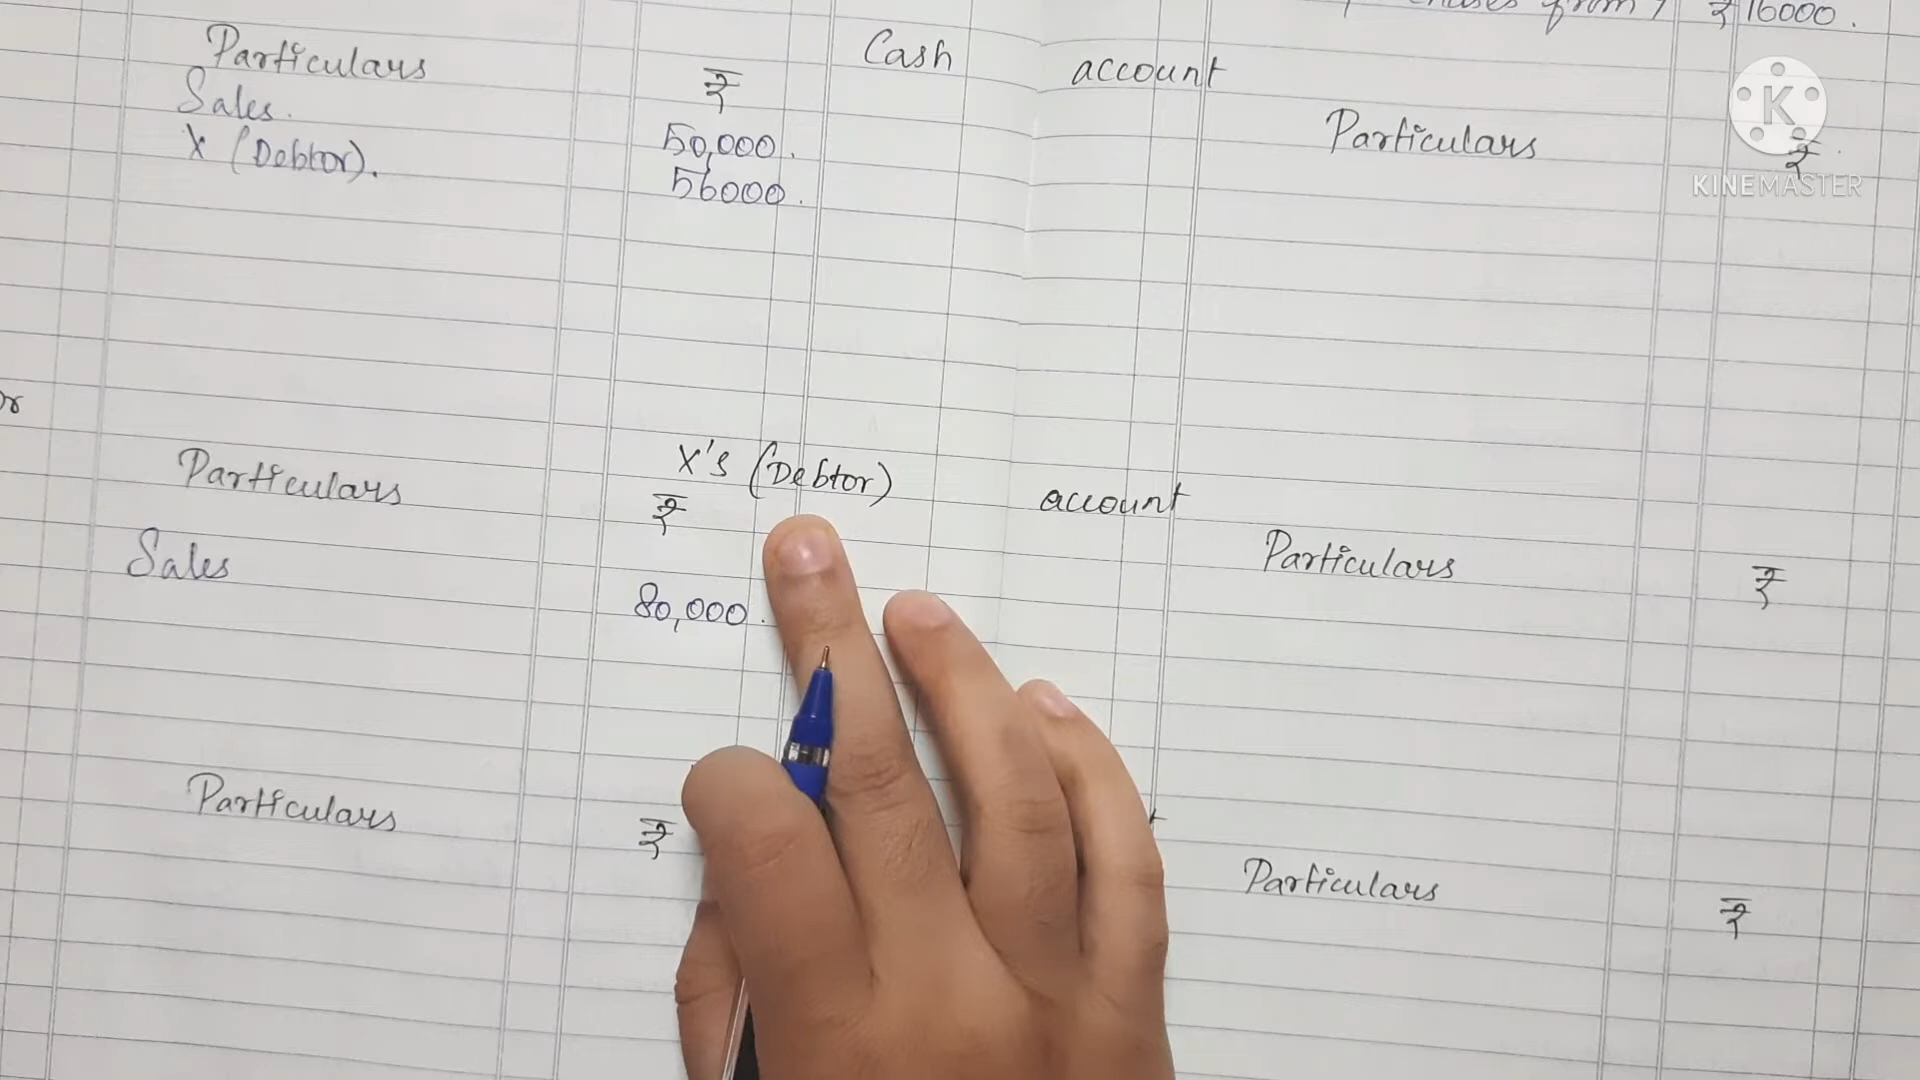 from ₹ 16000.
Cash account
Particulars ₹ Particulars ₹
Sales. 50,000.
X (Debtor). 56000.
KINEMASTER
X's (Debtor) account
Particulars ₹ Particulars ₹
Sales 80,000.
Particulars ₹ Particulars ₹